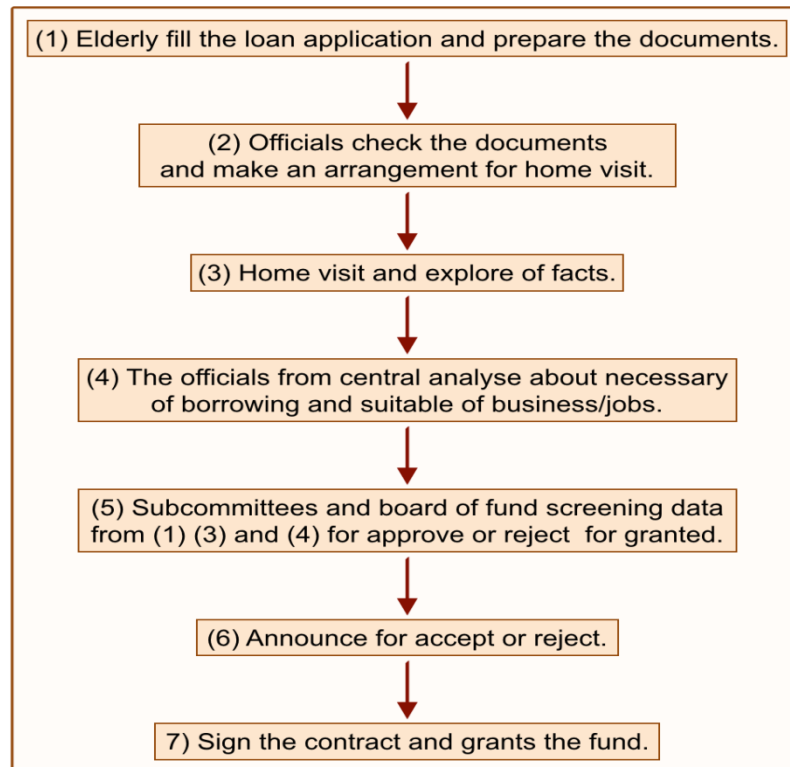 (1) Elderly fill the loan application and prepare the documents.
(2) Officials check the documents
and make an arrangement for home visit.
(3) Home visit and explore of facts.
(4) The officials from central analyse about necessary
of borrowing and suitable of business/jobs.
(5) Subcommittees and board of fund screening data
from (1) (3) and (4) for approve or reject for granted.
(6) Announce for accept or reject.
7) Sign the contract and grants the fund.